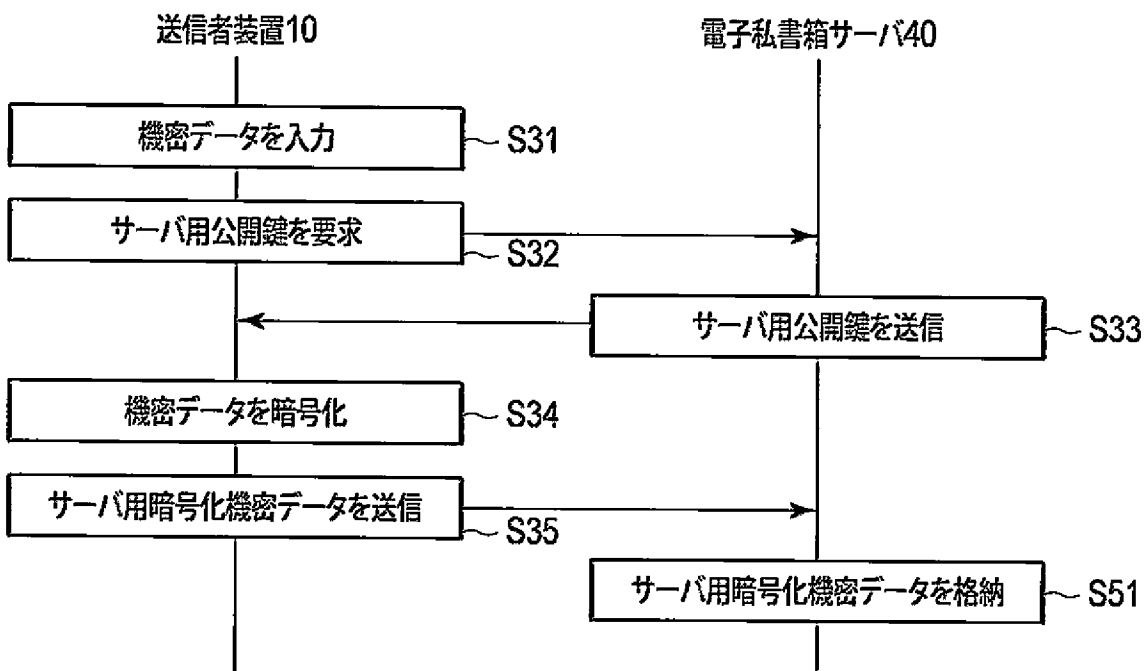 送信者装置10
電子私書箱サーバ40
機密データを入力
S31
サーバ用公開鍵を要求
S32
サーバ用公開鍵を送信
S33
機密データを暗号化
S34
サーバ用暗号化機密データを送信
S35
サーバ用暗号化機密データを格納
S51